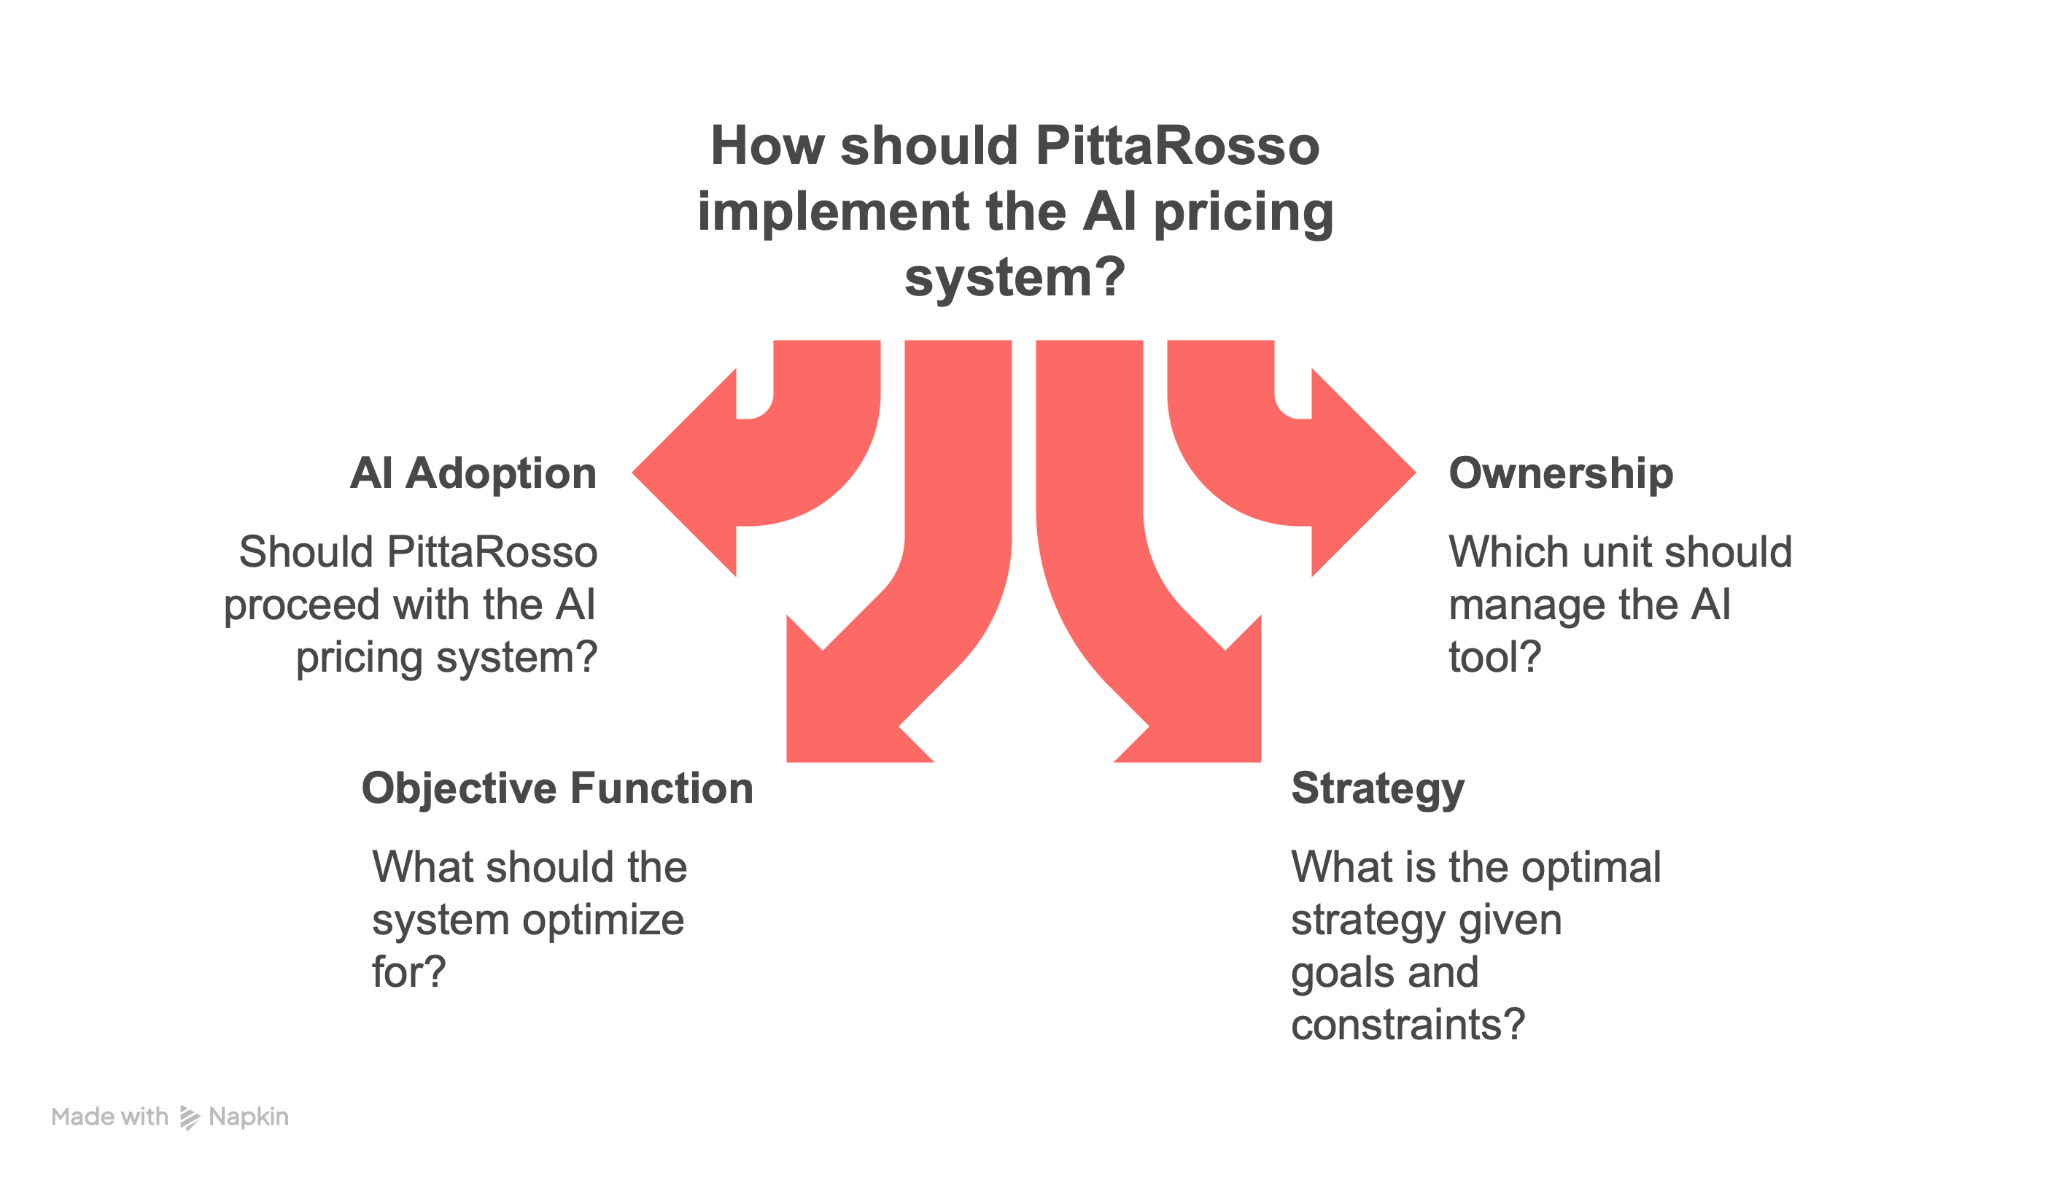 How should PittaRosso
implement the AI pricing
system?
AI Adoption
Should PittaRosso
proceed with the AI
pricing system?
Objective Function
What should the
system optimize
for?
Strategy
What is the optimal
strategy given
goals and
constraints?
Ownership
Which unit should
manage the AI
tool?
Made with Napkin